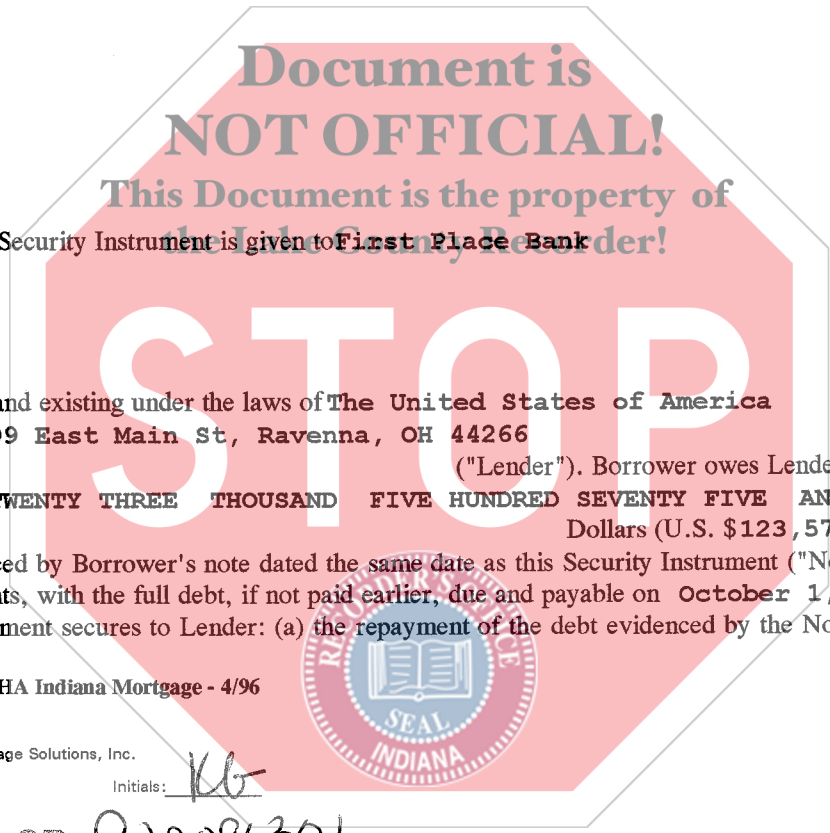 Document is
NOT OFFICIAL!
This Document is the property of
the Lake County Recorder!
Security Instrument is given to First Place Bank
STOP
and existing under the laws of The United States of America
9 East Main St, Ravenna, OH 44266
("Lender"). Borrower owes Lende
WENTY THREE THOUSAND FIVE HUNDRED SEVENTY FIVE AN
Dollars (U.S. $123,57
ced by Borrower's note dated the same date as this Security Instrument ("No
ts, with the full debt, if not paid earlier, due and payable on October 1,
ment secures to Lender: (a) the repayment of the debt evidenced by the No
RECORDER'S OFFICE
SEAL
INDIANA
HA Indiana Mortgage - 4/96
age Solutions, Inc.
Initials: KG